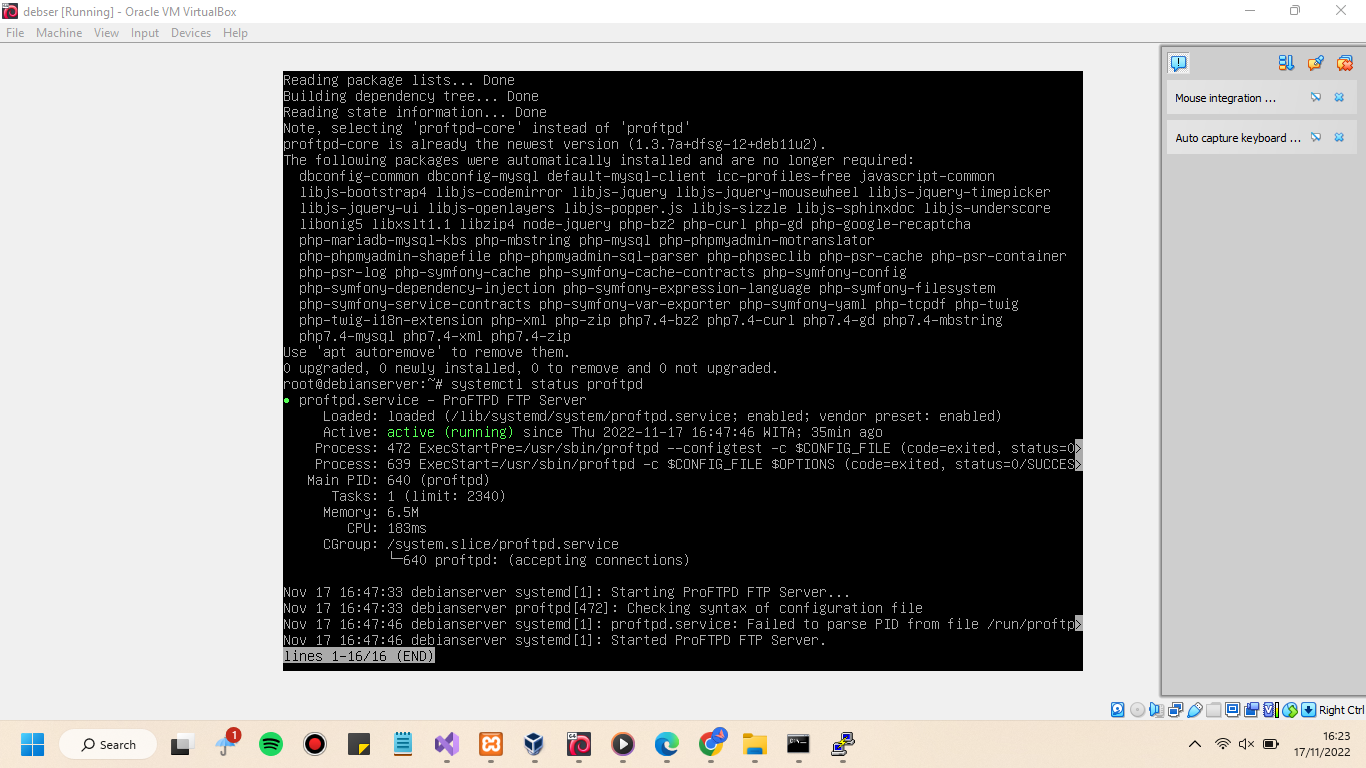 debser [Running] - Oracle VM VirtualBox
File Machine View Input Devices Help
Reading package lists... Done
Building dependency tree... Done
Reading state information... Done
Note, selecting 'proftpd-core' instead of 'proftpd'
proftpd-core is already the newest version (1.3.7a+dfsg-12+deb11u2).
The following packages were automatically installed and are no longer required:
  dbconfig-common dbconfig-mysql default-mysql-client icc-profiles-free javascript-common
  libjs-bootstrap4 libjs-codemirror libjs-jquery libjs-jquery-mousewheel libjs-jquery-timepicker
  libjs-jquery-ui libjs-openlayers libjs-popper.js libjs-sizzle libjs-sphinxdoc libjs-underscore
  libonig5 libxslt1.1 libzip4 node-jquery php-bz2 php-curl php-gd php-google-recaptcha
  php-mariadb-mysql-kbs php-mbstring php-mysql php-phpmyadmin-motranslator
  php-phpmyadmin-shapefile php-phpmyadmin-sql-parser php-phpseclib php-psr-cache php-psr-container
  php-psr-log php-symfony-cache php-symfony-cache-contracts php-symfony-config
  php-symfony-dependency-injection php-symfony-expression-language php-symfony-filesystem
  php-symfony-service-contracts php-symfony-var-exporter php-symfony-yaml php-tcpdf php-twig
  php-twig-i18n-extension php-xml php-zip php7.4-bz2 php7.4-curl php7.4-gd php7.4-mbstring
  php7.4-mysql php7.4-xml php7.4-zip
Use 'apt autoremove' to remove them.
0 upgraded, 0 newly installed, 0 to remove and 0 not upgraded.
root@debianserver:~# systemctl status proftpd
● proftpd.service – ProFTPD FTP Server
     Loaded: loaded (/lib/systemd/system/proftpd.service; enabled; vendor preset: enabled)
     Active: active (running) since Thu 2022-11-17 16:47:46 WITA; 35min ago
    Process: 472 ExecStartPre=/usr/sbin/proftpd --configtest -c $CONFIG_FILE (code=exited, status=0>
    Process: 639 ExecStart=/usr/sbin/proftpd -c $CONFIG_FILE $OPTIONS (code=exited, status=0/SUCCES>
   Main PID: 640 (proftpd)
      Tasks: 1 (limit: 2340)
     Memory: 6.5M
        CPU: 183ms
     CGroup: /system.slice/proftpd.service
             └─640 proftpd: (accepting connections)
Nov 17 16:47:33 debianserver systemd[1]: Starting ProFTPD FTP Server...
Nov 17 16:47:33 debianserver proftpd[472]: Checking syntax of configuration file
Nov 17 16:47:46 debianserver systemd[1]: proftpd.service: Failed to parse PID from file /run/proftp>
Nov 17 16:47:46 debianserver systemd[1]: Started ProFTPD FTP Server.
lines 1-16/16 (END)
Mouse integration ...
Auto capture keyboard ...
Right Ctrl
Search
1
16:23
17/11/2022